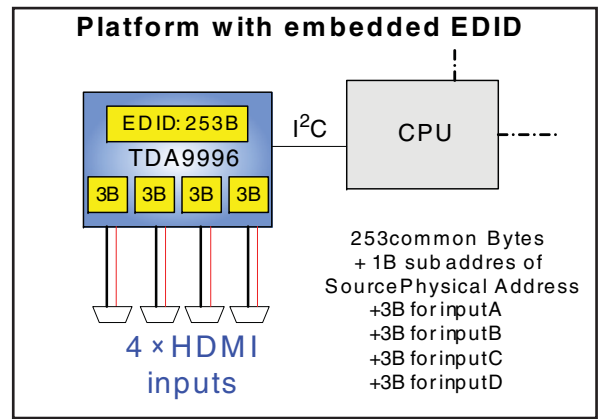 Platform with embedded EDID
EDID: 253B
TDA9996
3B 3B 3B 3B
I²C
CPU
4 × HDMI
inputs
253common Bytes
+ 1B sub addres of
SourcePhysical Address
+3B for inputA
+3B for inputB
+3B for inputC
+3B for inputD